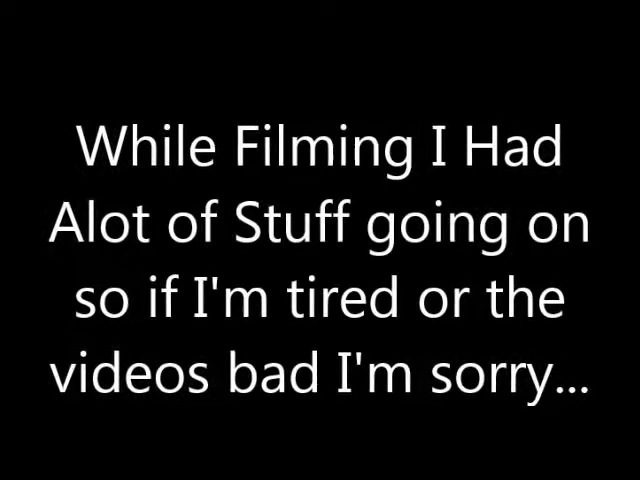 While Filming I Had
Alot of Stuff going on
so if I'm tired or the
videos bad I'm sorry...